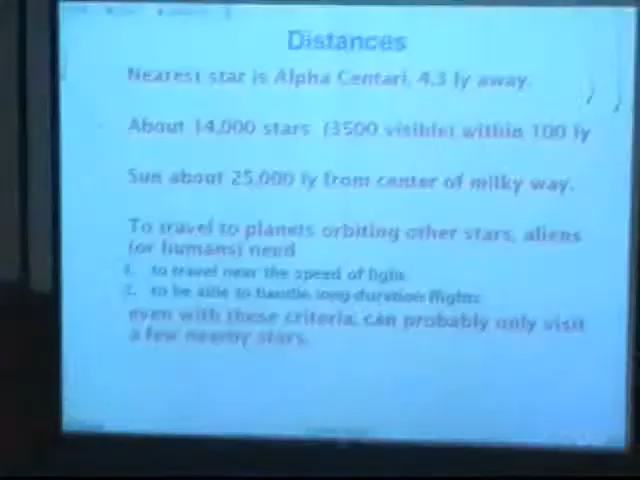 Distances
Nearest star is Alpha Centari, 4.3 ly away.
About 14,000 stars (3500 visible) within 100 ly
Sun about 25,000 ly from center of milky way.
To travel to planets orbiting other stars, aliens
(or humans) need
1. to travel near the speed of light
2. to be able to handle long duration flights
even with these criteria, can probably only visit
a few nearby stars.